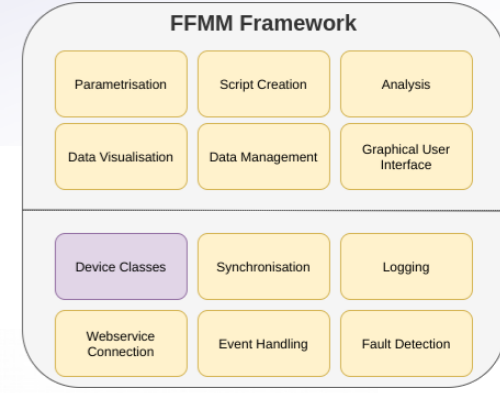 FFMM Framework
Parametrisation
Script Creation
Analysis
Data Visualisation
Data Management
Graphical User
Interface
Device Classes
Synchronisation
Logging
Webservice
Connection
Event Handling
Fault Detection